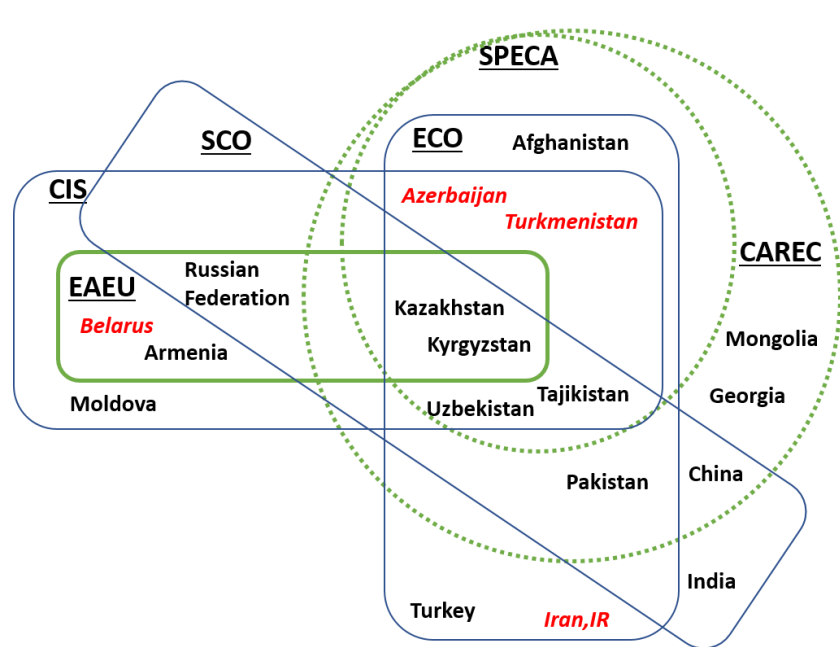 SPECA
SCO
ECO
Afghanistan
CIS
Azerbaijan
Turkmenistan
CAREC
EAEU
Russian
Federation
Belarus
Armenia
Kazakhstan
Kyrgyzstan
Mongolia
Moldova
Uzbekistan
Tajikistan
Georgia
Pakistan
China
India
Turkey
Iran,IR